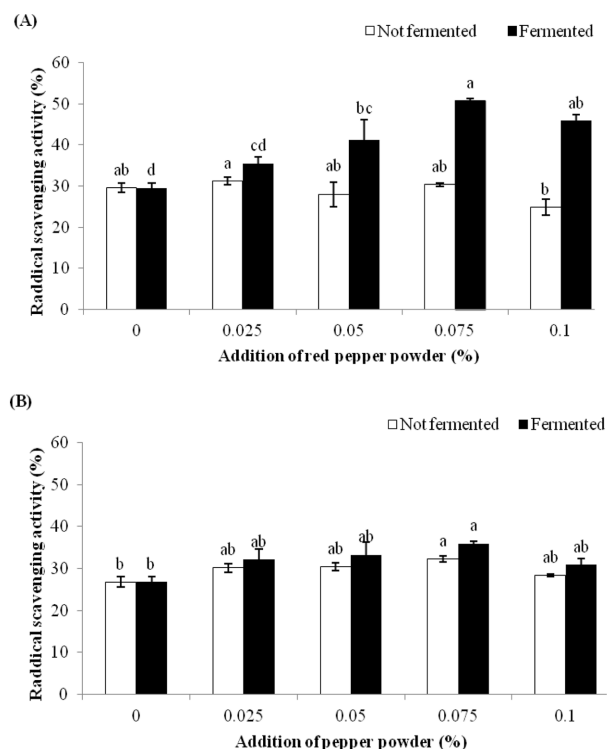 (A)
Not fermented Fermented
Raddical scavenging activity (%)
60
50
40
30
20
10
0
ab d a cd ab bc ab a b ab
0 0.025 0.05 0.075 0.1
Addition of red pepper powder (%)
(B)
Not fermented Fermented
Raddical scavenging activity (%)
60
50
40
30
20
10
0
b b ab ab ab ab a a ab ab
0 0.025 0.05 0.075 0.1
Addition of pepper powder (%)